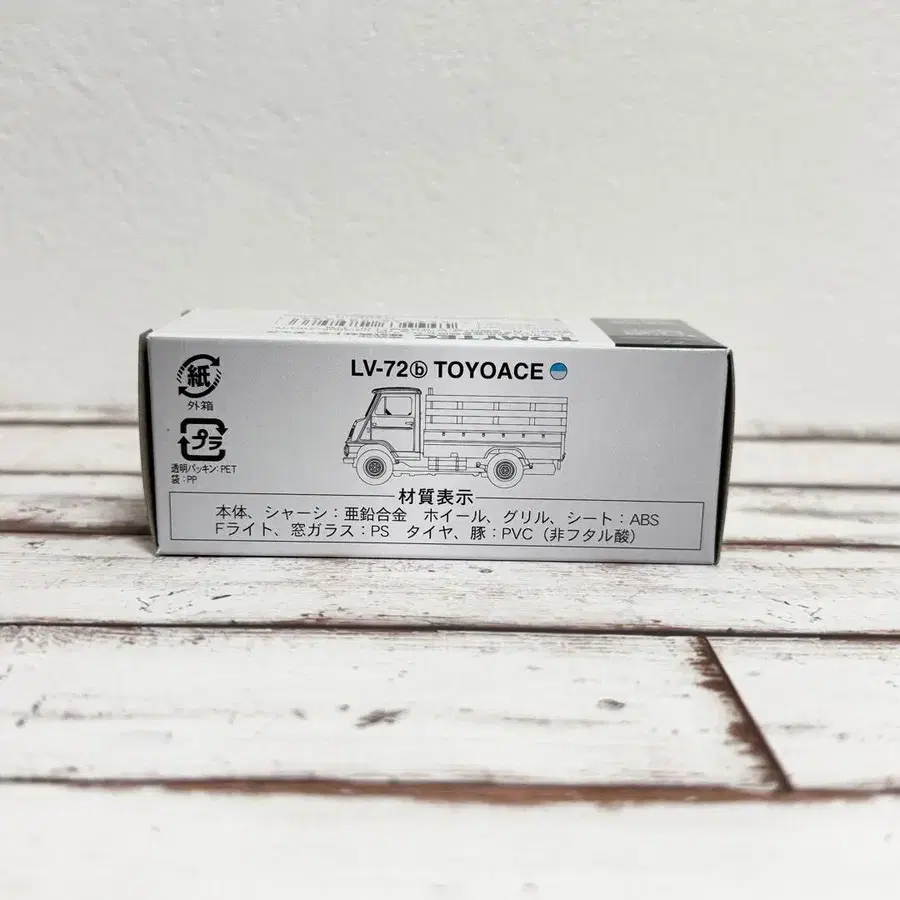 TOMYTEC
LV-72ⓑ TOYOACE
紙
外箱
プラ
透明パッキン:PET
袋:PP
材質表示
本体、シャーシ:亜鉛合金 ホイール、グリル、シート:ABS
Fライト、窓ガラス:PS タイヤ、豚:PVC(非フタル酸)